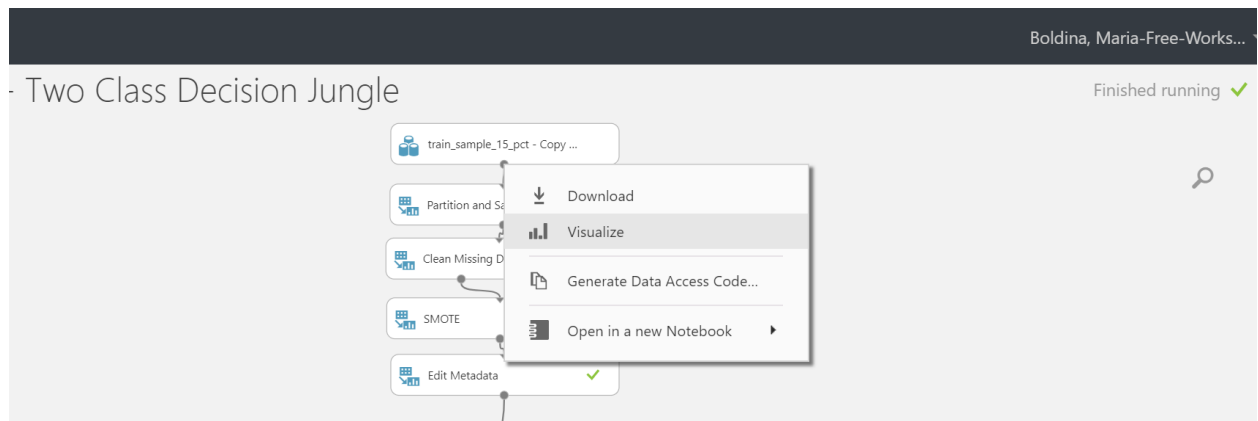 Boldina, Maria-Free-Works...
Two Class Decision Jungle
Finished running
train_sample_15_pct - Copy ...
Partition and Sa
Clean Missing D
SMOTE
Edit Metadata
Download
Visualize
Generate Data Access Code...
Open in a new Notebook